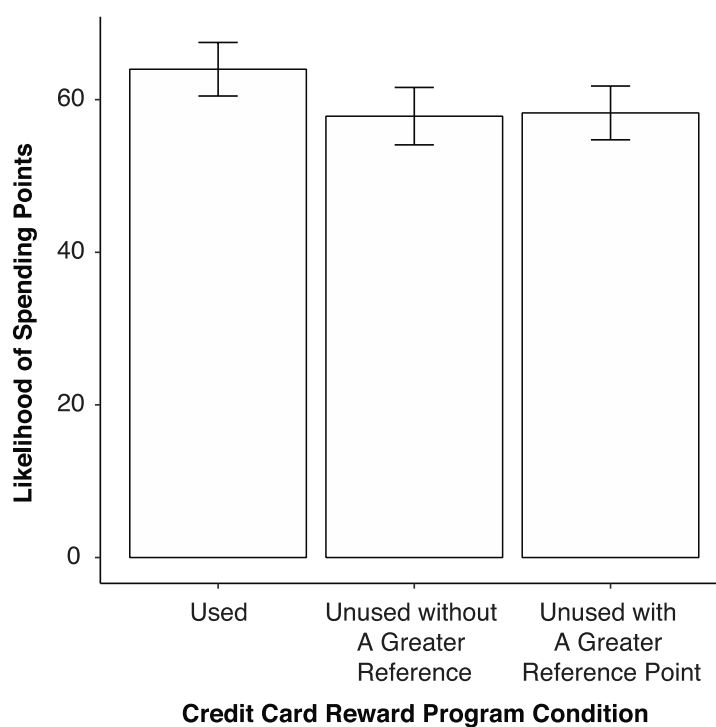 Likelihood of Spending Points
60
40
20
0
Used
Unused without
A Greater
Reference
Unused with
A Greater
Reference Point
Credit Card Reward Program Condition